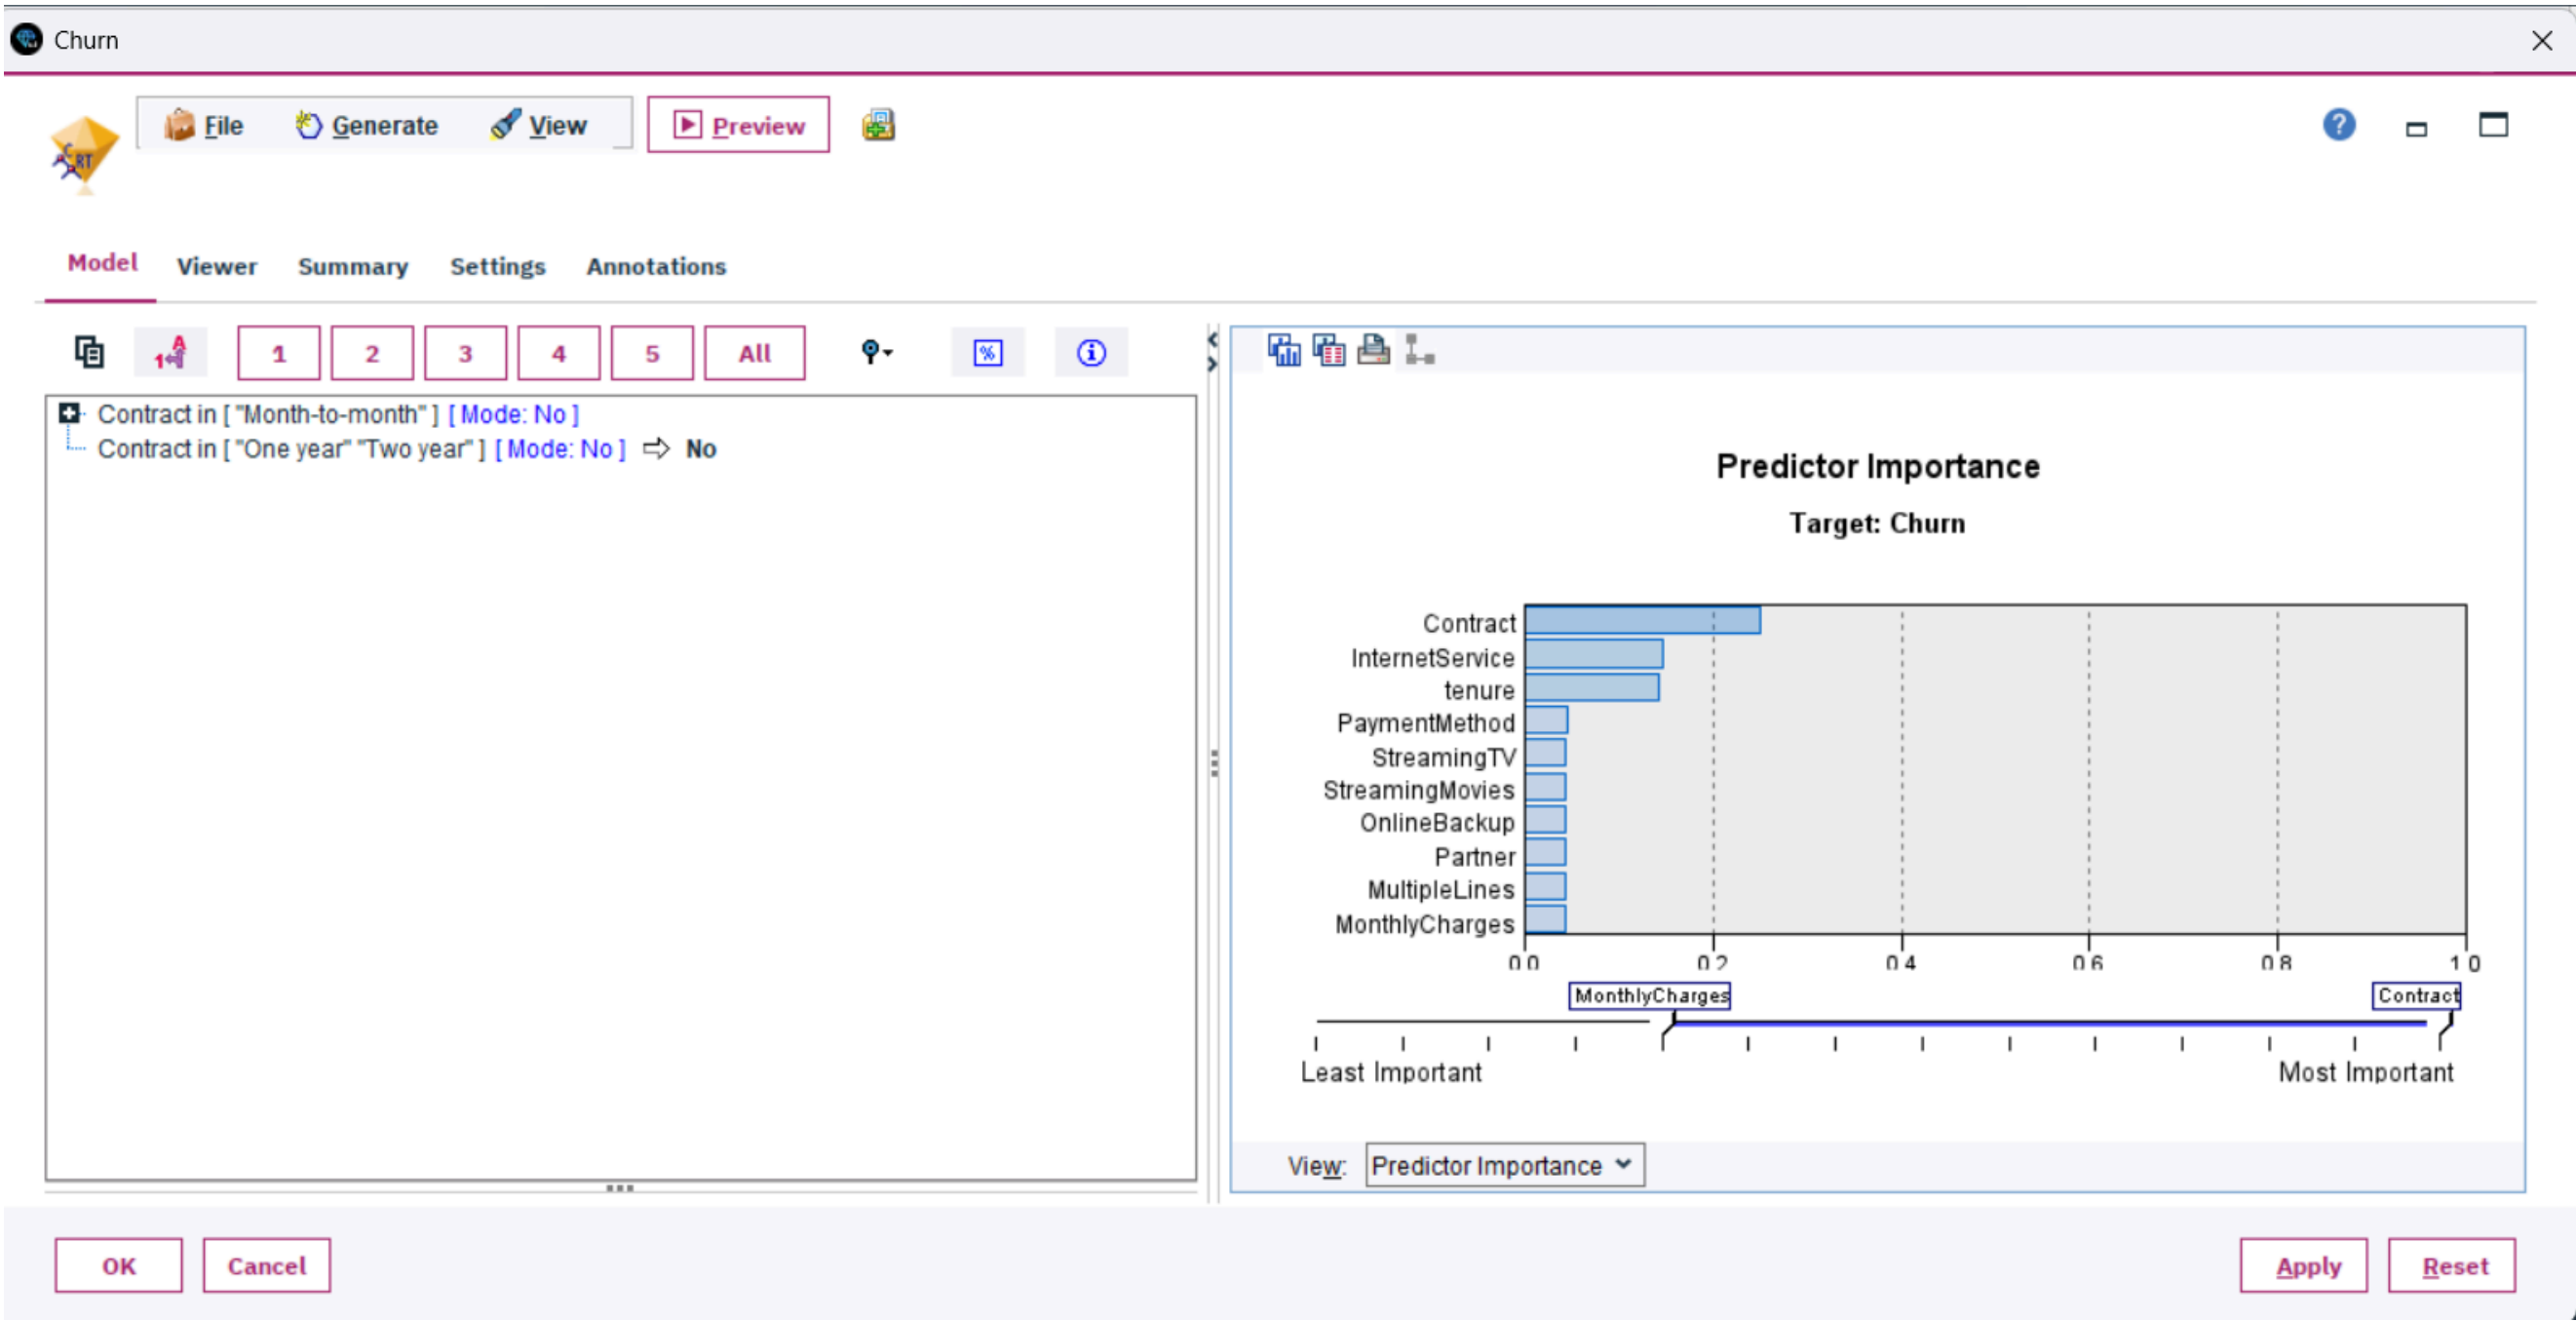 Churn
File Generate View Preview
C RT
Model Viewer Summary Settings Annotations
1 A 1 2 3 4 5 All %
Contract in [ "Month-to-month" ] [ Mode: No ]
Contract in [ "One year" "Two year" ] [ Mode: No ] ⇨ No
Predictor Importance
Target: Churn
Contract
InternetService
tenure
PaymentMethod
StreamingTV
StreamingMovies
OnlineBackup
Partner
MultipleLines
MonthlyCharges
0.0 0.2 0.4 0.6 0.8 1.0
MonthlyCharges Contract
Least Important Most Important
View: Predictor Importance
OK Cancel Apply Reset